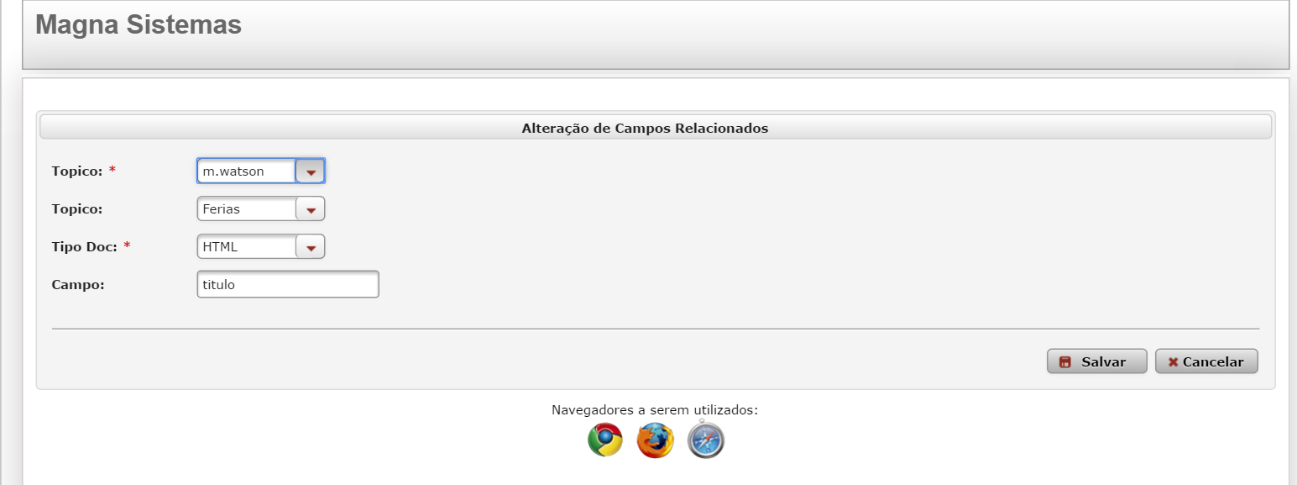 Magna Sistemas
Alteração de Campos Relacionados
Topico: * m.watson
Topico: Ferias
Tipo Doc: * HTML
Campo: titulo
Salvar Cancelar
Navegadores a serem utilizados: